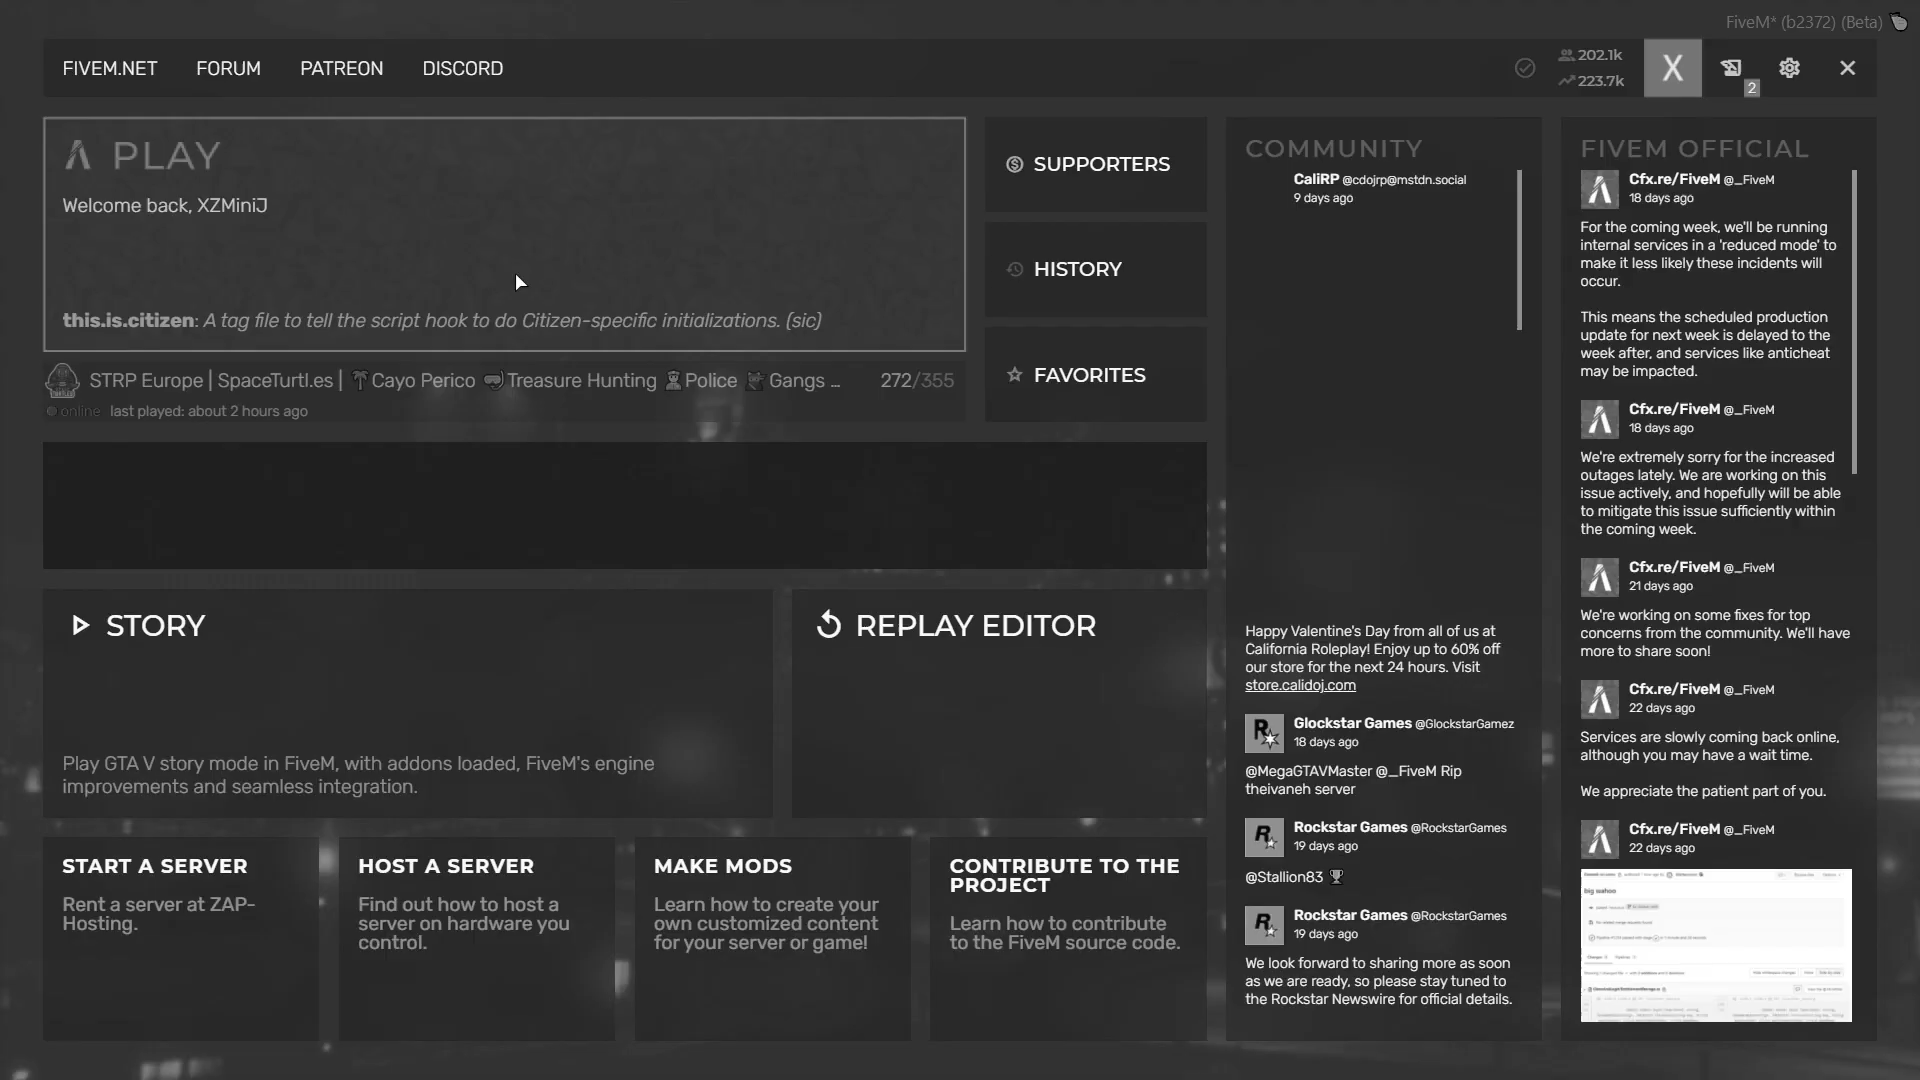 FiveM* (b2372) (Beta)
FIVEM.NET FORUM PATREON DISCORD
202.1k
223.7k
X
2
PLAY
Welcome back, XZMiniJ
this.is.citizen: A tag file to tell the script hook to do Citizen-specific initializations. (sic)
STRP Europe | SpaceTurtl.es | Cayo Perico Treasure Hunting Police Gangs ... 272/355
online last played: about 2 hours ago
SUPPORTERS
HISTORY
FAVORITES
STORY
Play GTA V story mode in FiveM, with addons loaded, FiveM's engine
improvements and seamless integration.
REPLAY EDITOR
START A SERVER
Rent a server at ZAP-
Hosting.
HOST A SERVER
Find out how to host a
server on hardware you
control.
MAKE MODS
Learn how to create your
own customized content
for your server or game!
CONTRIBUTE TO THE
PROJECT
Learn how to contribute
to the FiveM source code.
COMMUNITY
CaliRP @cdojrp@mstdn.social
9 days ago
Happy Valentine's Day from all of us at
California Roleplay! Enjoy up to 60% off
our store for the next 24 hours. Visit
store.calidoj.com
Glockstar Games @GlockstarGamez
18 days ago
@MegaGTAVMaster @_FiveM Rip
theivaneh server
Rockstar Games @RockstarGames
19 days ago
@Stallion83 🏆
Rockstar Games @RockstarGames
19 days ago
We look forward to sharing more as soon
as we are ready, so please stay tuned to
the Rockstar Newswire for official details.
FIVEM OFFICIAL
Cfx.re/FiveM @_FiveM
18 days ago
For the coming week, we'll be running
internal services in a 'reduced mode' to
make it less likely these incidents will
occur.
This means the scheduled production
update for next week is delayed to the
week after, and services like anticheat
may be impacted.
Cfx.re/FiveM @_FiveM
18 days ago
We're extremely sorry for the increased
outages lately. We are working on this
issue actively, and hopefully will be able
to mitigate this issue sufficiently within
the coming week.
Cfx.re/FiveM @_FiveM
21 days ago
We're working on some fixes for top
concerns from the community. We'll have
more to share soon!
Cfx.re/FiveM @_FiveM
22 days ago
Services are slowly coming back online,
although you may have a wait time.
We appreciate the patient part of you.
Cfx.re/FiveM @_FiveM
22 days ago
big wahoo